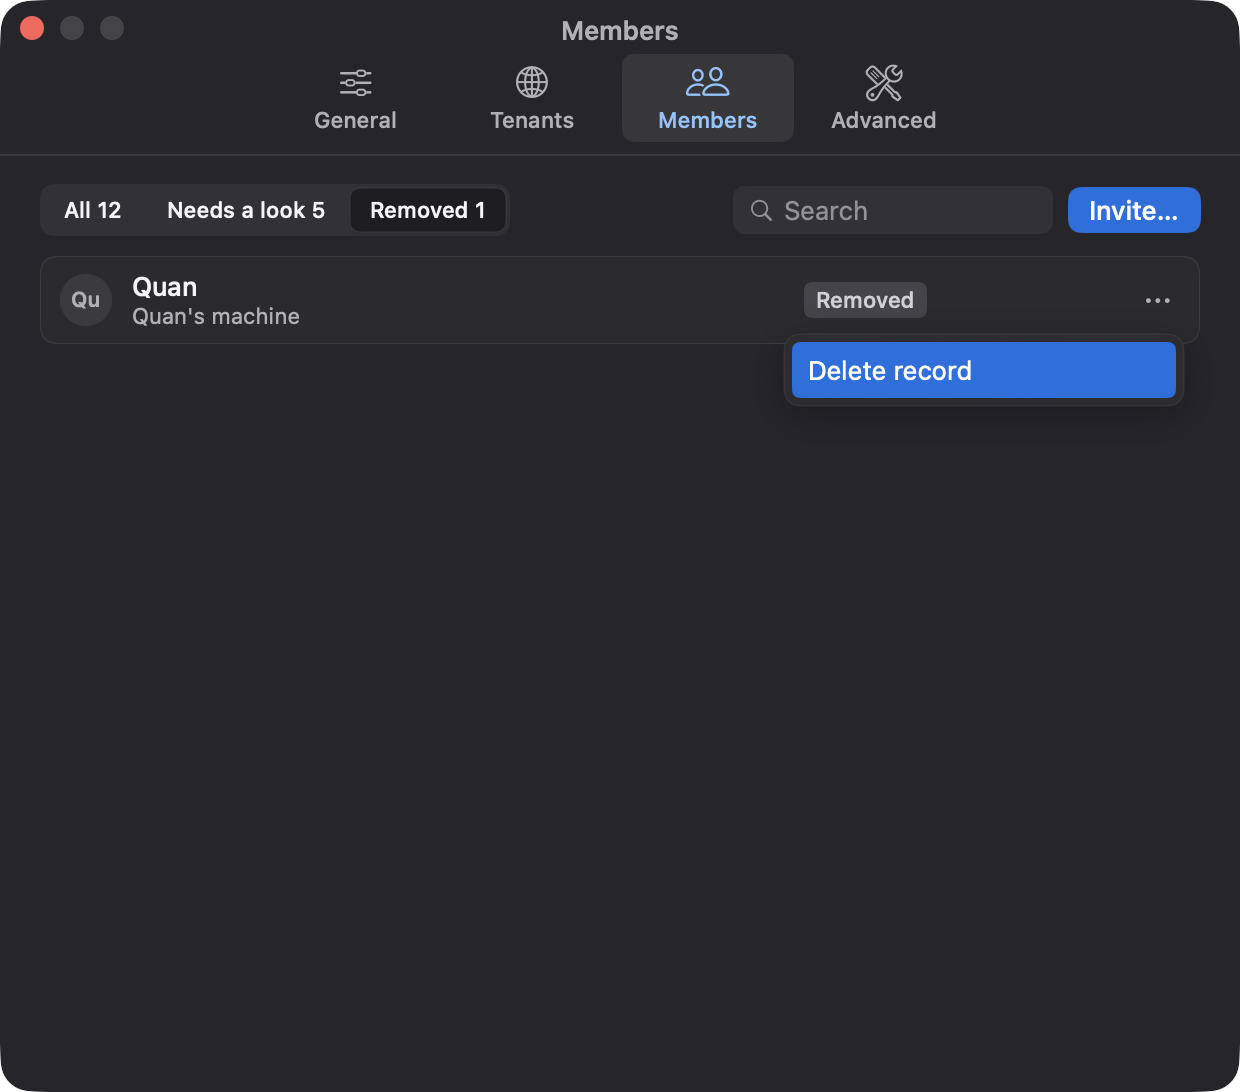 Members
General
Tenants
Members
Advanced
All 12
Needs a look 5
Removed 1
Search
Invite...
Qu
Quan
Quan's machine
Removed
Delete record